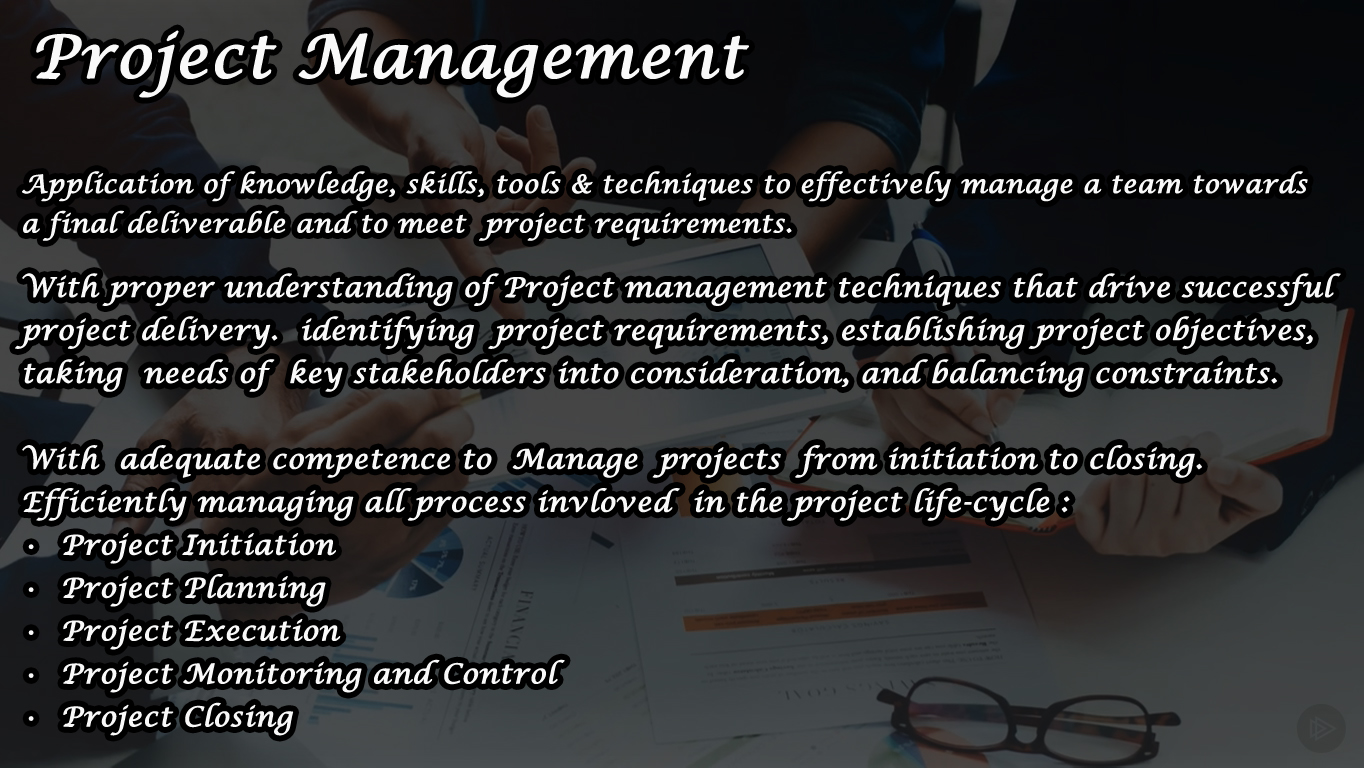 Project Management
Application of knowledge, skills, tools & techniques to effectively manage a team towards
a final deliverable and to meet project requirements.
With proper understanding of Project management techniques that drive successful
project delivery. identifying project requirements, establishing project objectives,
taking needs of key stakeholders into consideration, and balancing constraints.
With adequate competence to Manage projects from initiation to closing.
Efficiently managing all process invloved in the project life-cycle :
• Project Initiation
• Project Planning
• Project Execution
• Project Monitoring and Control
• Project Closing